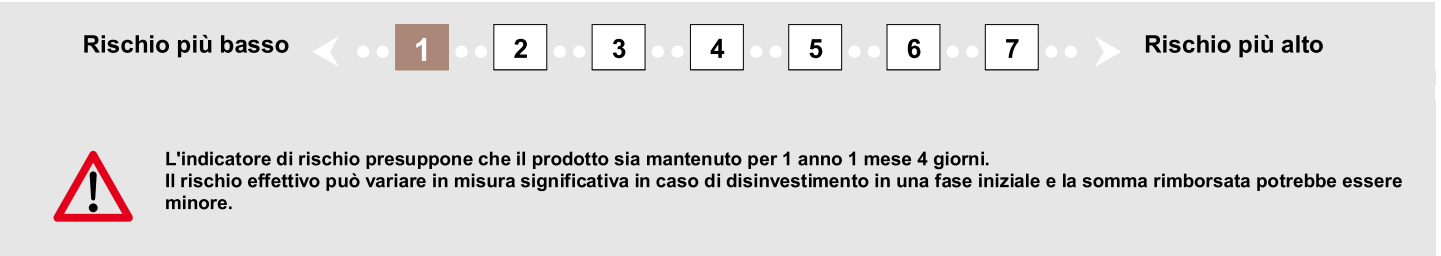 Rischio più basso 1 2 3 4 5 6 7 Rischio più alto
L'indicatore di rischio presuppone che il prodotto sia mantenuto per 1 anno 1 mese 4 giorni.
Il rischio effettivo può variare in misura significativa in caso di disinvestimento in una fase iniziale e la somma rimborsata potrebbe essere
minore.